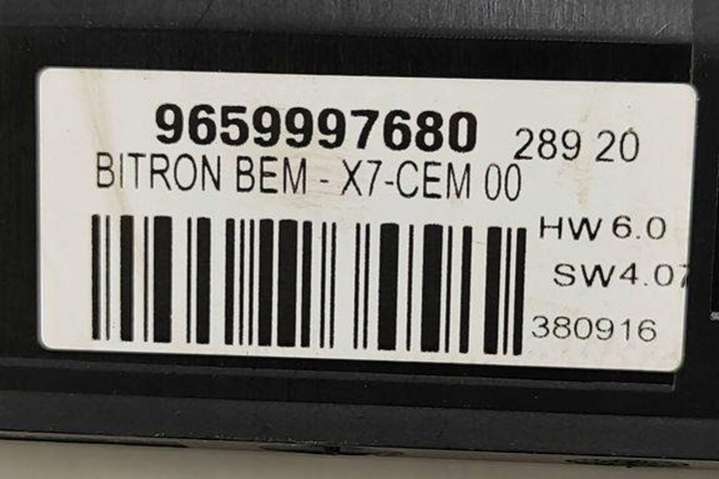 9659997680 289 20
BITRON BEM - X7-CEM 00
HW 6.0
SW4.07
380916